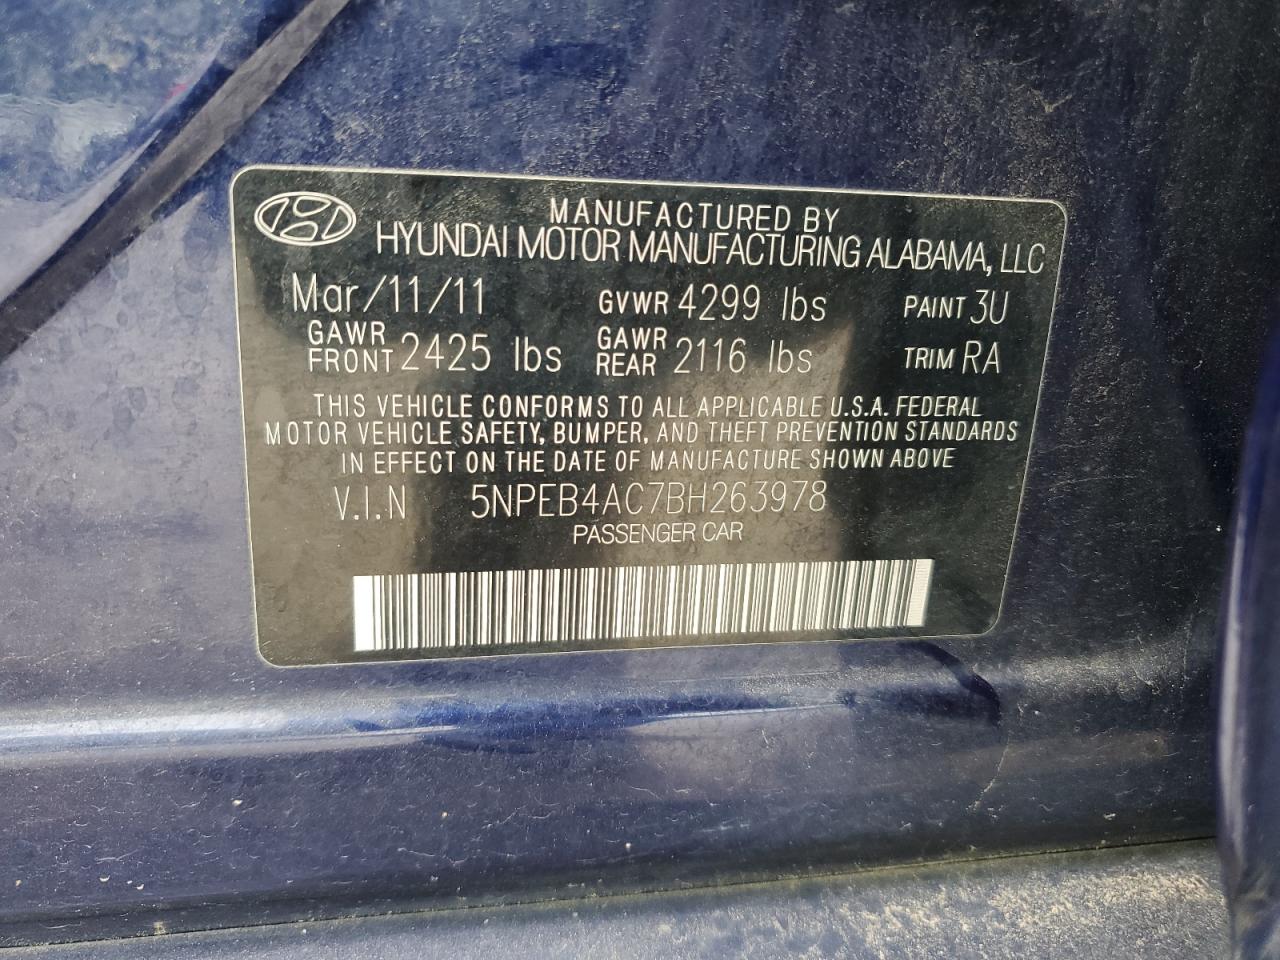 MANUFACTURED BY
HYUNDAI MOTOR MANUFACTURING ALABAMA, LLC
Mar/11/11 GVWR 4299 lbs PAINT 3U
GAWR FRONT 2425 lbs GAWR REAR 2116 lbs TRIM RA
THIS VEHICLE CONFORMS TO ALL APPLICABLE U.S.A. FEDERAL
MOTOR VEHICLE SAFETY, BUMPER, AND THEFT PREVENTION STANDARDS
IN EFFECT ON THE DATE OF MANUFACTURE SHOWN ABOVE
V.I.N 5NPEB4AC7BH263978
PASSENGER CAR